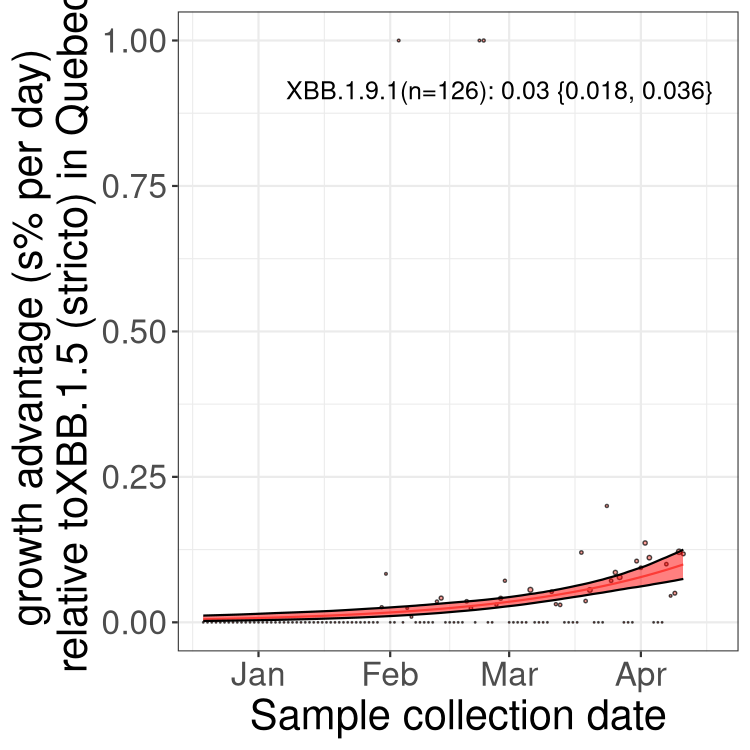 growth advantage (s% per day)
relative toXBB.1.5 (stricto) in Quebec
1.00
0.75
0.50
0.25
0.00
XBB.1.9.1(n=126): 0.03 {0.018, 0.036}
Jan
Feb
Mar
Apr
Sample collection date